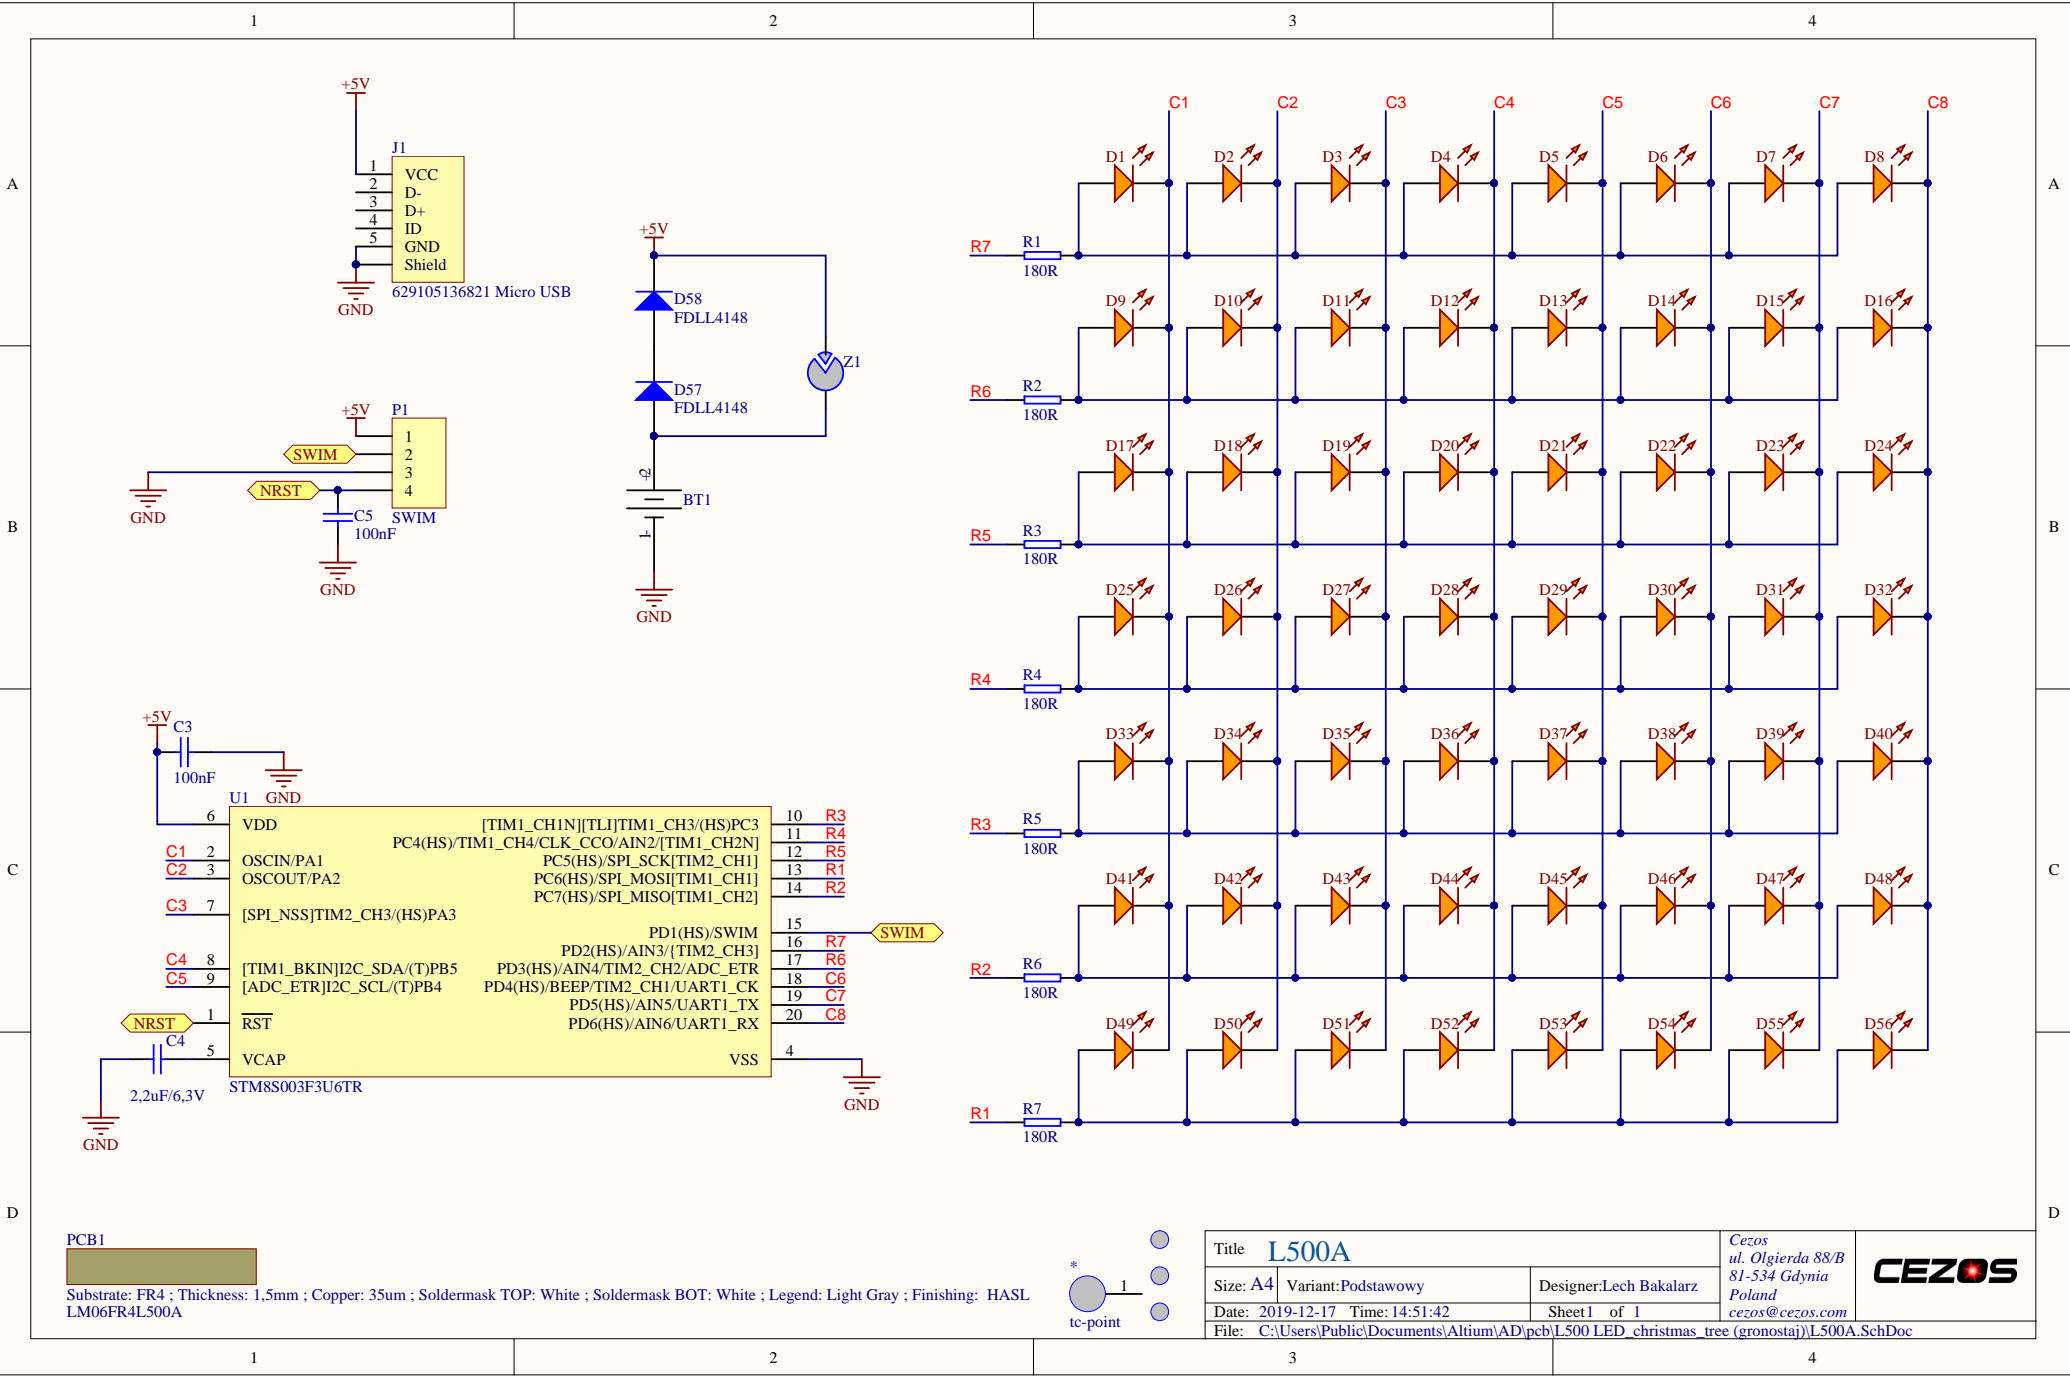 1 2 3 4
A
B
C
D
A
B
C
D
+5V
J1
1 VCC
2 D-
3 D+
4 ID
5 GND
Shield
629105136821 Micro USB
GND
+5V
P1
1
SWIM 2
3
NRST 4
GND
C5
100nF
SWIM
GND
+5V
D58
FDLL4148
Z1
D57
FDLL4148
+2
BT1
1-
GND
+5V
C3
100nF
GND
U1
6 VDD
C1 2 OSCIN/PA1
C2 3 OSCOUT/PA2
C3 7 [SPI_NSS]TIM2_CH3/(HS)PA3
C4 8 [TIM1_BKIN]I2C_SDA/(T)PB5
C5 9 [ADC_ETR]I2C_SCL/(T)PB4
NRST 1 RST
C4
5 VCAP
2,2uF/6,3V
GND
[TIM1_CH1N][TLI]TIM1_CH3/(HS)PC3 10 R3
PC4(HS)/TIM1_CH4/CLK_CCO/AIN2/[TIM1_CH2N] 11 R4
PC5(HS)/SPI_SCK[TIM2_CH1] 12 R5
PC6(HS)/SPI_MOSI[TIM1_CH1] 13 R1
PC7(HS)/SPI_MISO[TIM1_CH2] 14 R2
PD1(HS)/SWIM 15 SWIM
PD2(HS)/AIN3/{TIM2_CH3] 16 R7
PD3(HS)/AIN4/TIM2_CH2/ADC_ETR 17 R6
PD4(HS)/BEEP/TIM2_CH1/UART1_CK 18 C6
PD5(HS)/AIN5/UART1_TX 19 C7
PD6(HS)/AIN6/UART1_RX 20 C8
VSS 4
GND
STM8S003F3U6TR
C1 C2 C3 C4 C5 C6 C7 C8
D1 D2 D3 D4 D5 D6 D7 D8
R7 R1
180R
D9 D10 D11 D12 D13 D14 D15 D16
R6 R2
180R
D17 D18 D19 D20 D21 D22 D23 D24
R5 R3
180R
D25 D26 D27 D28 D29 D30 D31 D32
R4 R4
180R
D33 D34 D35 D36 D37 D38 D39 D40
R3 R5
180R
D41 D42 D43 D44 D45 D46 D47 D48
R2 R6
180R
D49 D50 D51 D52 D53 D54 D55 D56
R1 R7
180R
PCB1
Substrate: FR4 ; Thickness: 1,5mm ; Copper: 35um ; Soldermask TOP: White ; Soldermask BOT: White ; Legend: Light Gray ; Finishing: HASL
LM06FR4L500A
*
1
tc-point
Title L500A
Size: A4 Variant:Podstawowy Designer:Lech Bakalarz
Date: 2019-12-17 Time: 14:51:42 Sheet1 of 1
File: C:\Users\Public\Documents\Altium\AD\pcb\L500 LED_christmas_tree (gronostaj)\L500A.SchDoc
Cezos
ul. Olgierda 88/B
81-534 Gdynia
Poland
cezos@cezos.com
CEZOS
1 2 3 4